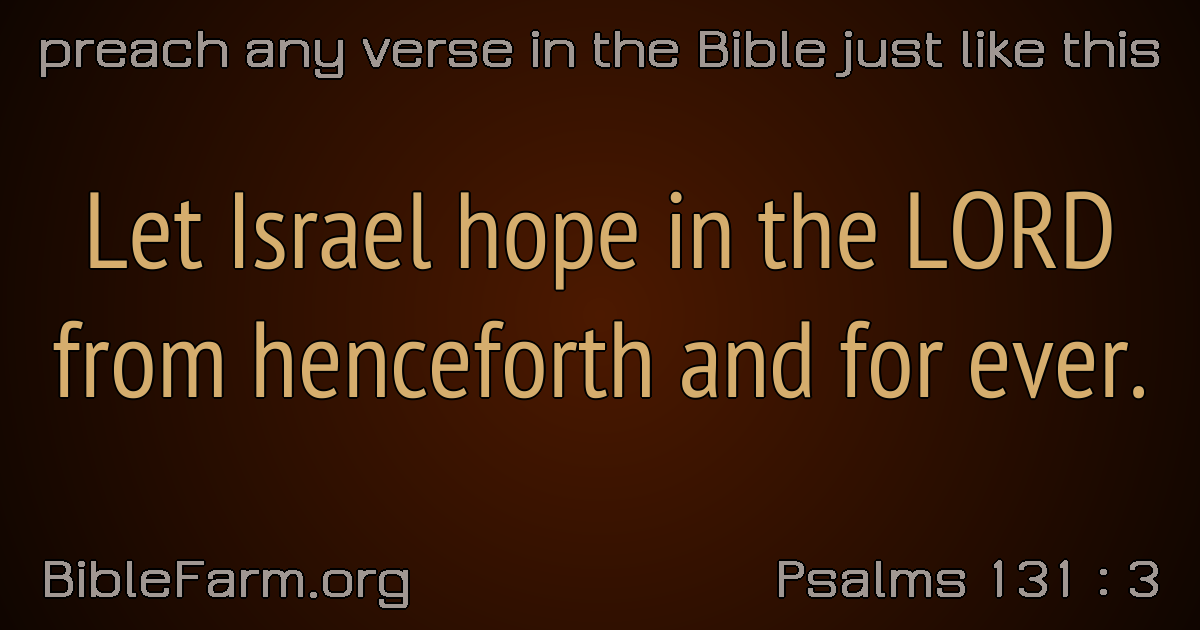 preach any verse in the Bible just like this
Let Israel hope in the LORD
from henceforth and for ever.
BibleFarm.org
Psalms 131 : 3